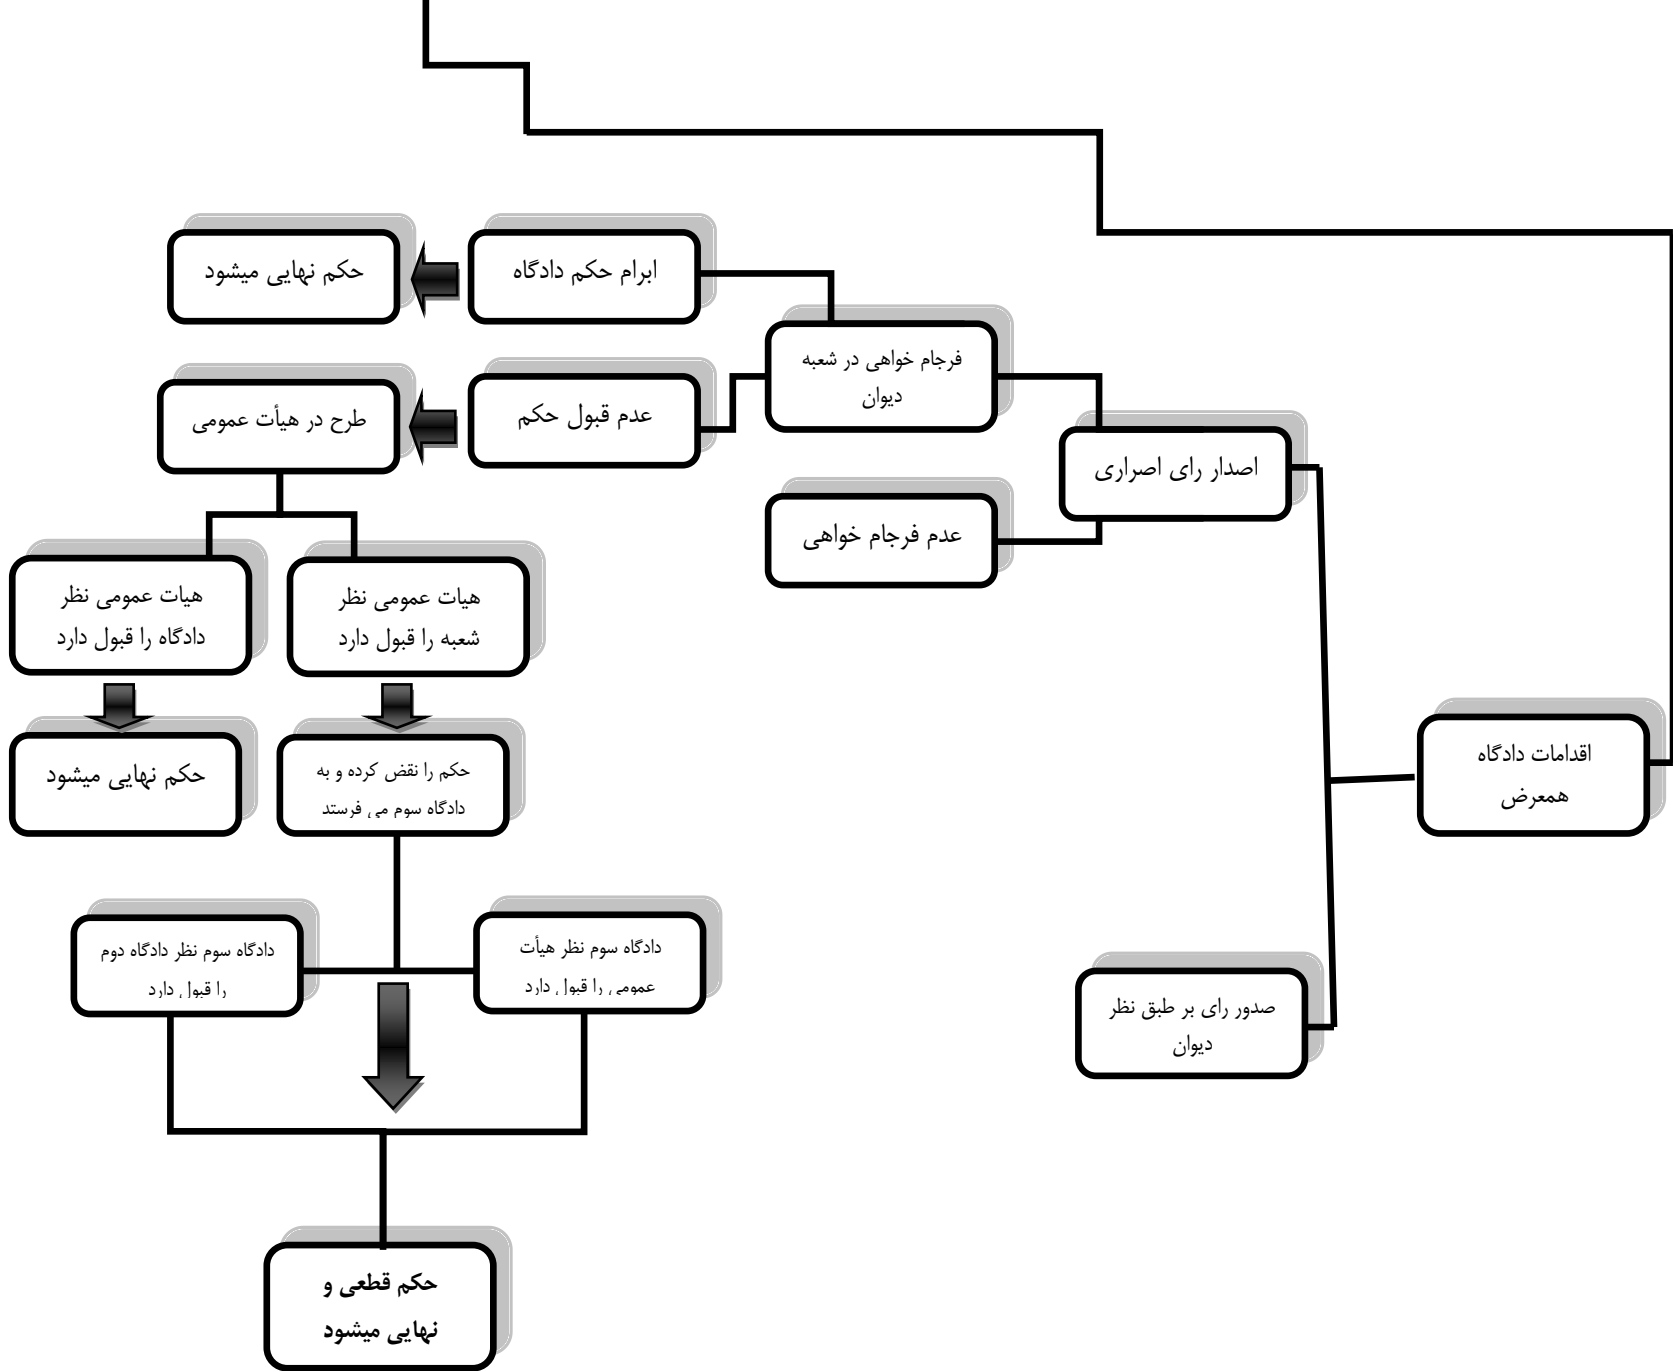 ابرام حکم دادگاه
حکم نهایی میشود
فرجام خواهی در شعبه
دیوان
عدم قبول حکم
طرح در هیأت عمومی
اصدار رای اصراری
عدم فرجام خواهی
هیات عمومی نظر
شعبه را قبول دارد
هیات عمومی نظر
دادگاه را قبول دارد
اقدامات دادگاه
همعرض
حکم را نقض کرده و به
دادگاه سوم می فرستد
حکم نهایی میشود
دادگاه سوم نظر هیأت
عمومی را قبول دارد
دادگاه سوم نظر دادگاه دوم
را قبول دارد
صدور رای بر طبق نظر
دیوان
حکم قطعی و
نهایی میشود